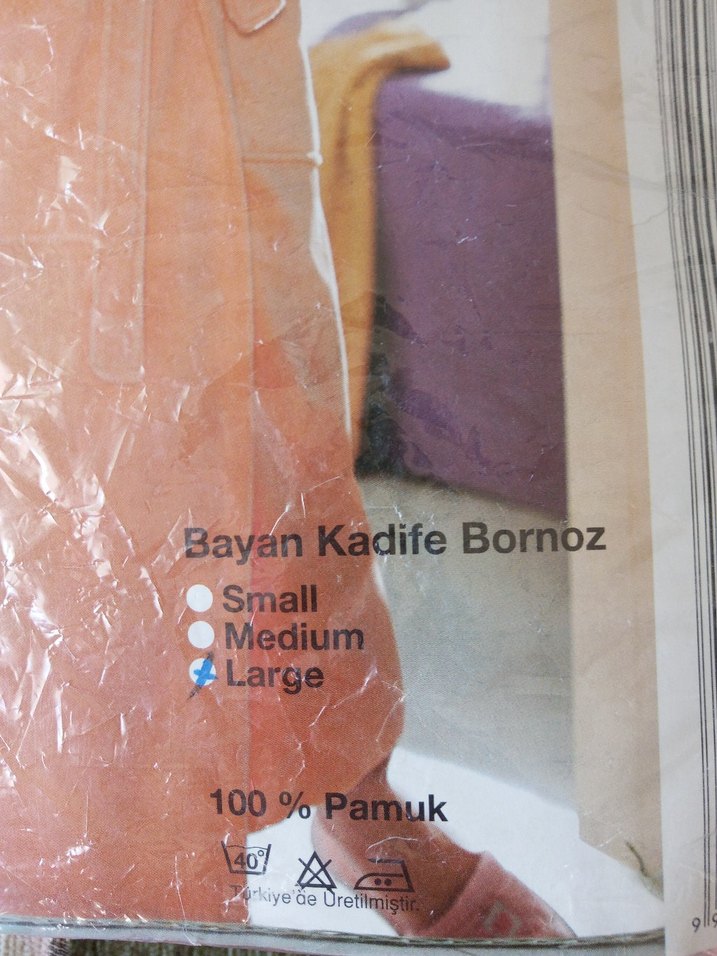 Bayan Kadife Bornoz
Small
Medium
Large
100 % Pamuk
40°
Türkiye'de Üretilmiştir.